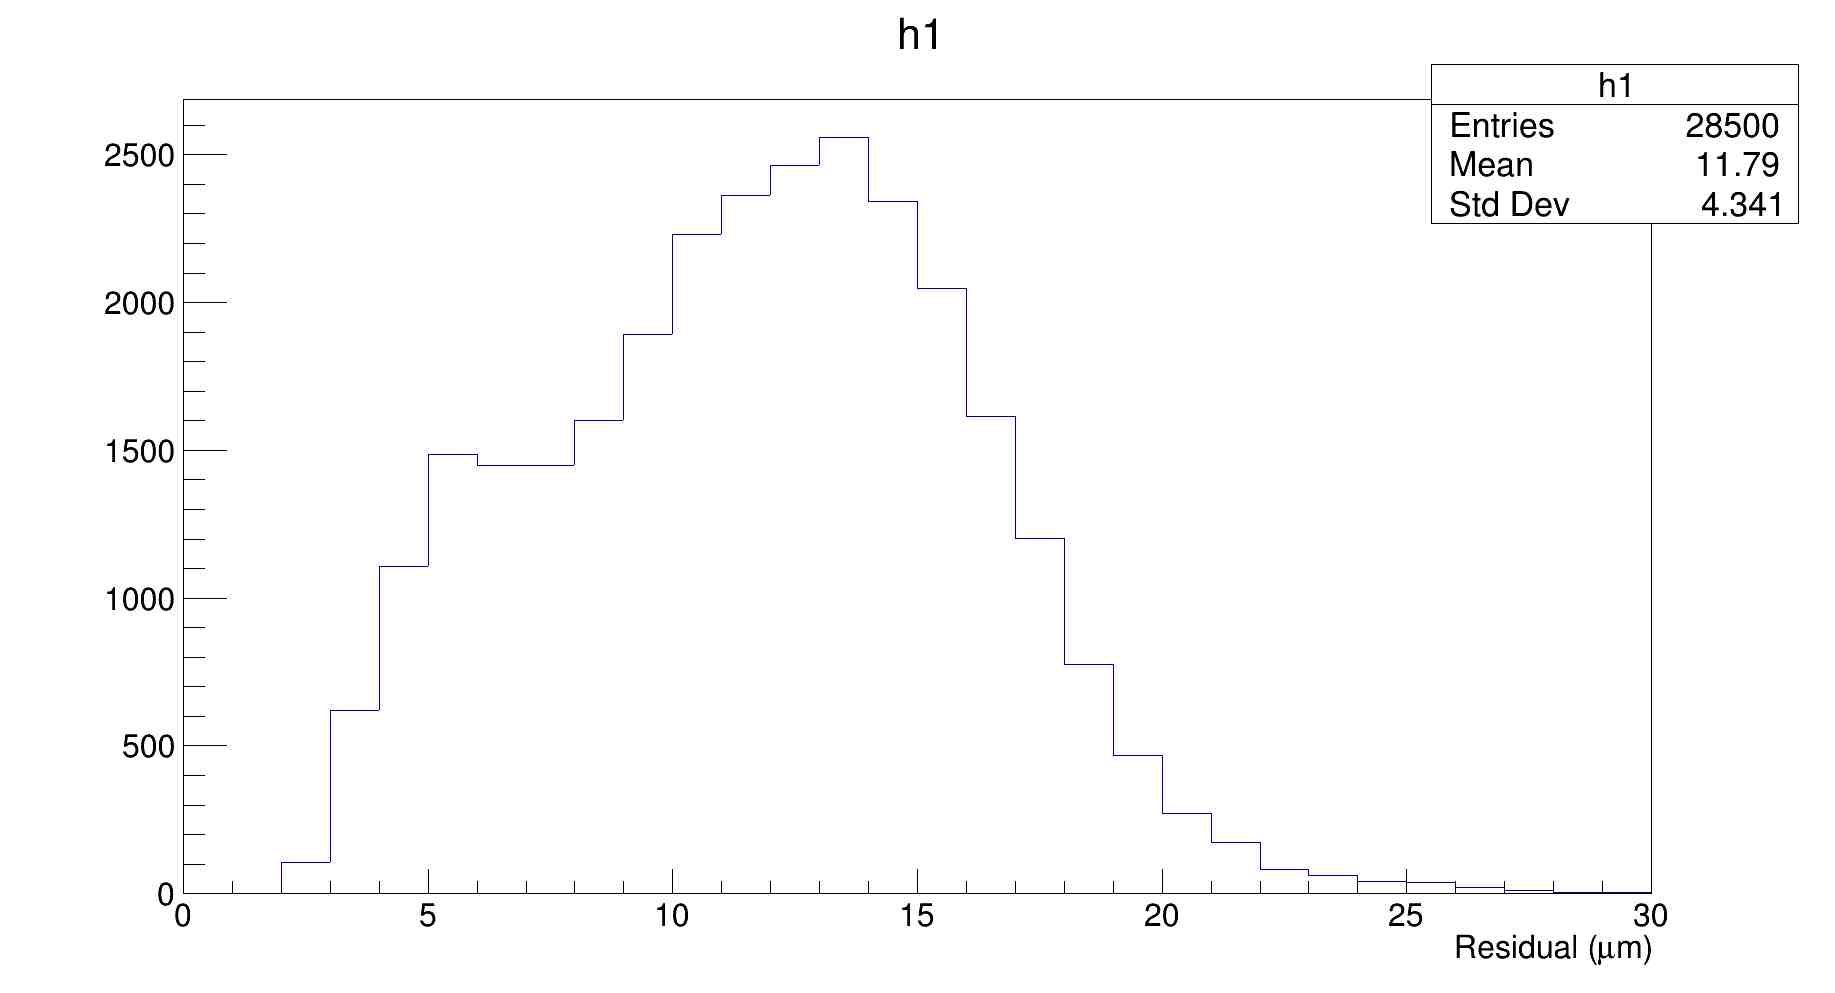 h1
h1
Entries 28500
Mean 11.79
Std Dev 4.341
2500
2000
1500
1000
500
0
0 5 10 15 20 25 30
Residual (μm)